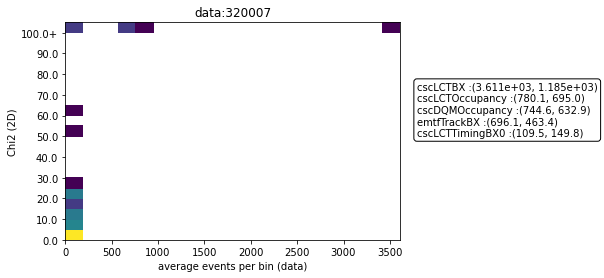 data:320007
Chi2 (2D)
100.0+
90.0
80.0
70.0
60.0
50.0
40.0
30.0
20.0
10.0
0.0
0 500 1000 1500 2000 2500 3000 3500
average events per bin (data)
cscLCTBX :(3.611e+03, 1.185e+03)
cscLCTOccupancy :(780.1, 695.0)
cscDQMOccupancy :(744.6, 632.9)
emtfTrackBX :(696.1, 463.4)
cscLCTTimingBX0 :(109.5, 149.8)